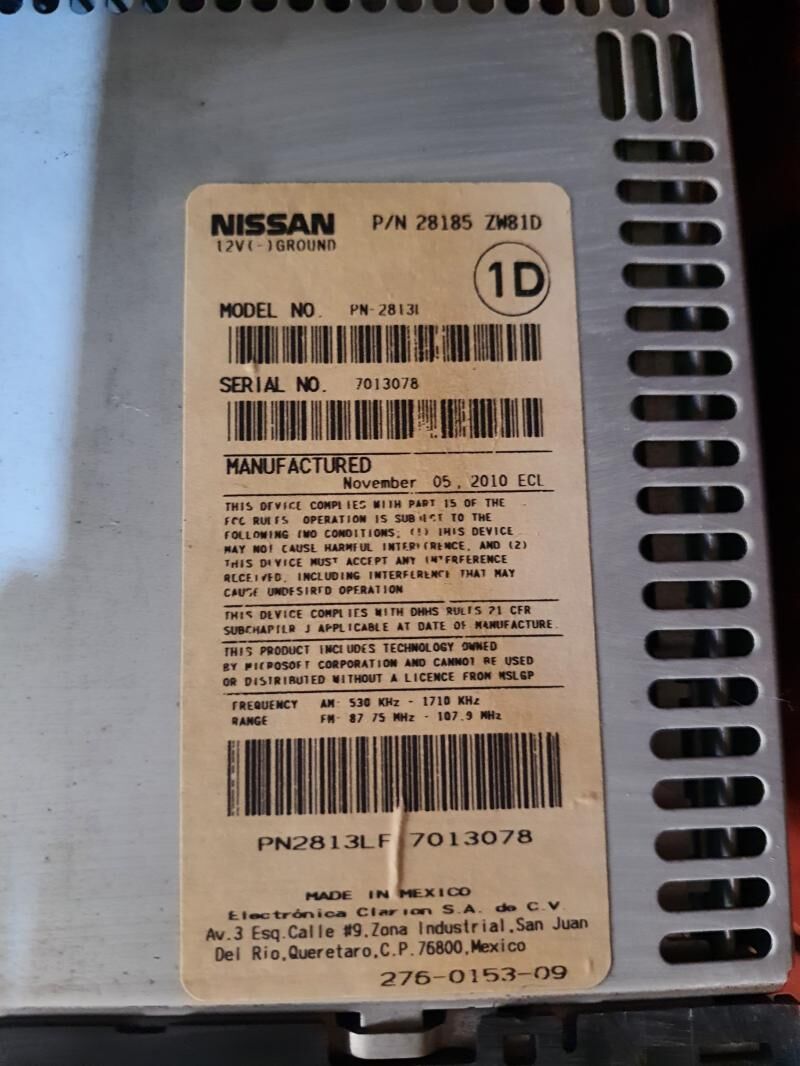 NISSAN P/N 28185 ZW81D
12V(-)GROUND
1D
MODEL NO. PN-2813L
SERIAL NO. 7013078
MANUFACTURED
November 05, 2010 ECL
THIS DEVICE COMPLIES WITH PART 15 OF THE
FCC RULES OPERATION IS SUBJECT TO THE
FOLLOWING TWO CONDITIONS; (1) THIS DEVICE
MAY NOT CAUSE HARMFUL INTERFERENCE, AND (2)
THIS DEVICE MUST ACCEPT ANY INTERFERENCE
RECEIVED, INCLUDING INTERFERENCE THAT MAY
CAUSE UNDESIRED OPERATION
THIS DEVICE COMPLIES WITH DHHS RULES 21 CFR
SUBCHAPTER J APPLICABLE AT DATE OF MANUFACTURE.
THIS PRODUCT INCLUDES TECHNOLOGY OWNED
BY MICROSOFT CORPORATION AND CANNOT BE USED
OR DISTRIBUTED WITHOUT A LICENCE FROM MSLGP
FREQUENCY AM: 530 KHz - 1710 KHz
RANGE FM: 87 75 MHz - 107.9 MHz
PN2813LF 7013078
MADE IN MEXICO
Electrónica Clarion S.A. de C.V.
Av.3 Esq.Calle #9,Zona Industrial,San Juan
Del Rio,Queretaro,C.P.76800,Mexico
276-0153-09